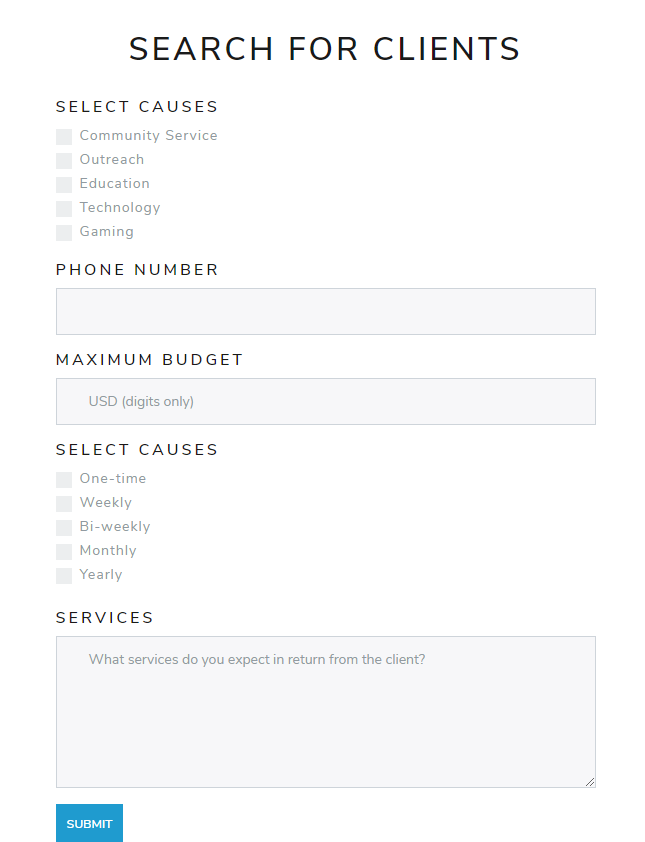 SEARCH FOR CLIENTS
SELECT CAUSES
Community Service
Outreach
Education
Technology
Gaming
PHONE NUMBER
MAXIMUM BUDGET
USD (digits only)
SELECT CAUSES
One-time
Weekly
Bi-weekly
Monthly
Yearly
SERVICES
What services do you expect in return from the client?
SUBMIT